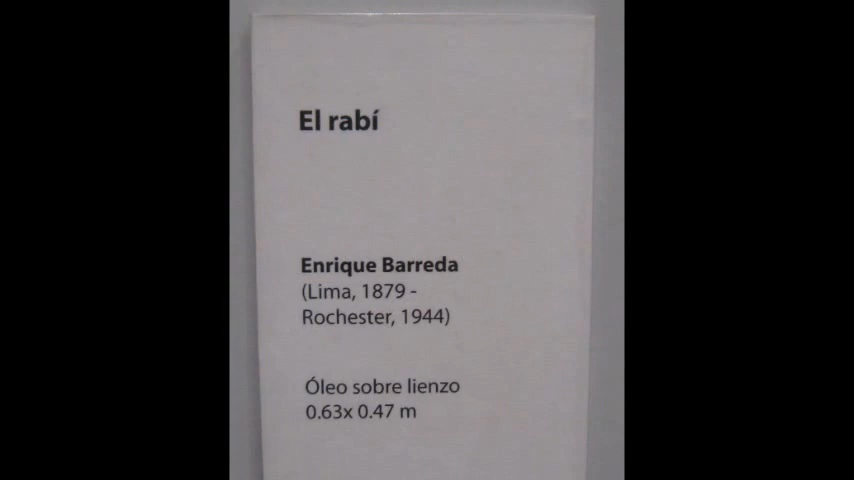 El rabí
Enrique Barreda
(Lima, 1879 -
Rochester, 1944)
Óleo sobre lienzo
0.63x 0.47 m